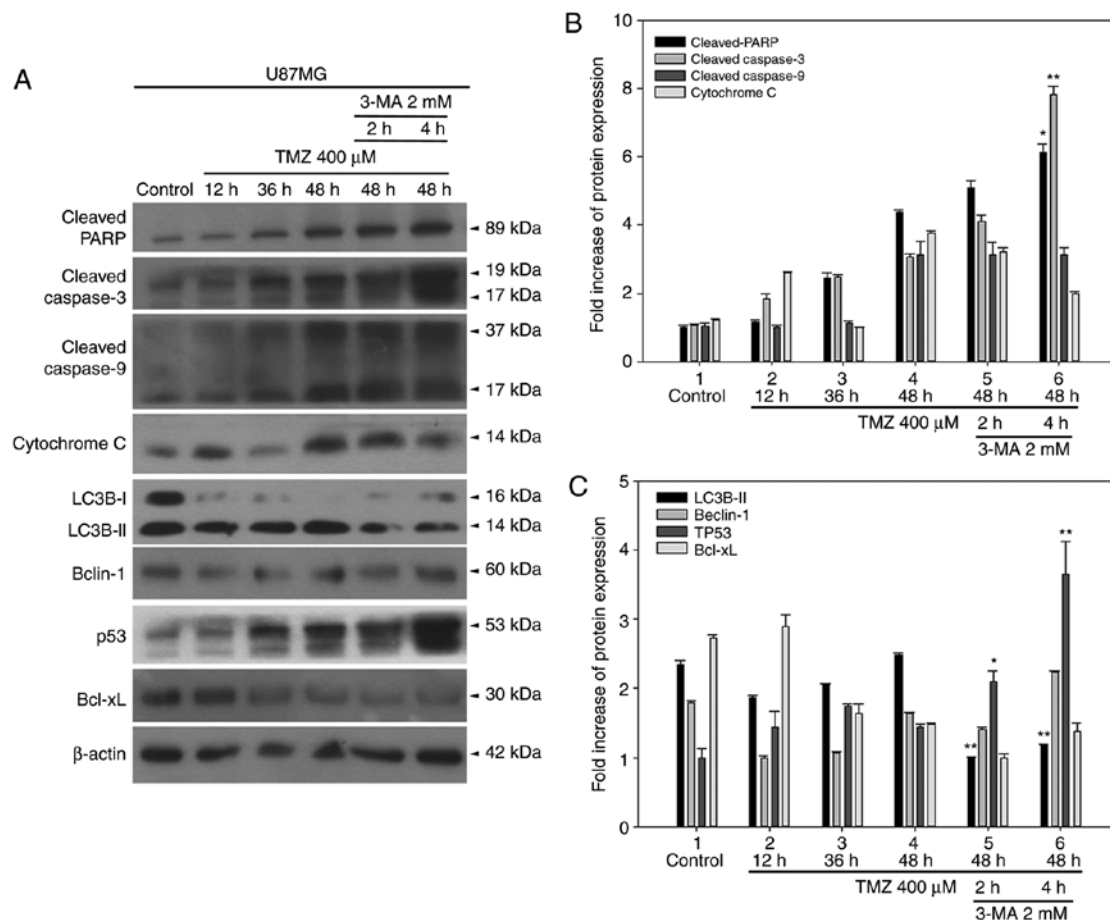 A
U87MG
3-MA 2 mM
2 h 4 h
TMZ 400 μM
Control 12 h 36 h 48 h 48 h 48 h
Cleaved
PARP
89 kDa
Cleaved
caspase-3
19 kDa
17 kDa
Cleaved
caspase-9
37 kDa
17 kDa
Cytochrome C
14 kDa
LC3B-I
16 kDa
LC3B-II
14 kDa
Bclin-1
60 kDa
p53
53 kDa
Bcl-xL
30 kDa
β-actin
42 kDa
B
Fold increase of protein expression
10
8
6
4
2
0
Cleaved-PARP
Cleaved caspase-3
Cleaved caspase-9
Cytochrome C
* **
1 2 3 4 5 6
Control 12 h 36 h 48 h 48 h 48 h
TMZ 400 μM 2 h 4 h
3-MA 2 mM
C
Fold increase of protein expression
5
4
3
2
1
0
LC3B-II
Beclin-1
TP53
Bcl-xL
** * ** **
1 2 3 4 5 6
Control 12 h 36 h 48 h 48 h 48 h
TMZ 400 μM 2 h 4 h
3-MA 2 mM